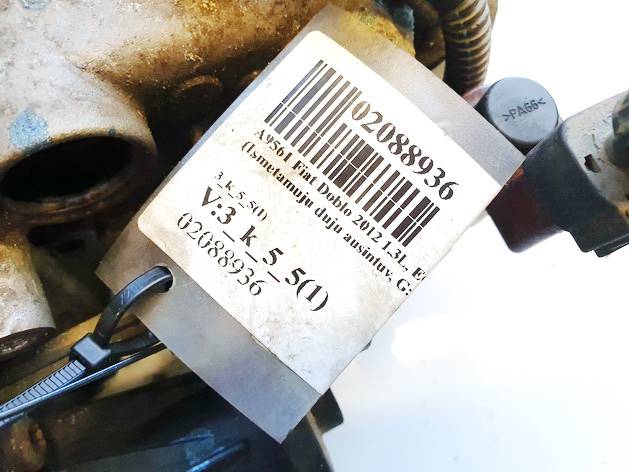 02088936
A9561 Fiat Doblo 2012 1.3L, E
(Ismetamuju duju ausintuv, G:
3_k_5_5(1)
V:3_k_5_5(1)
02088936
>PA66<